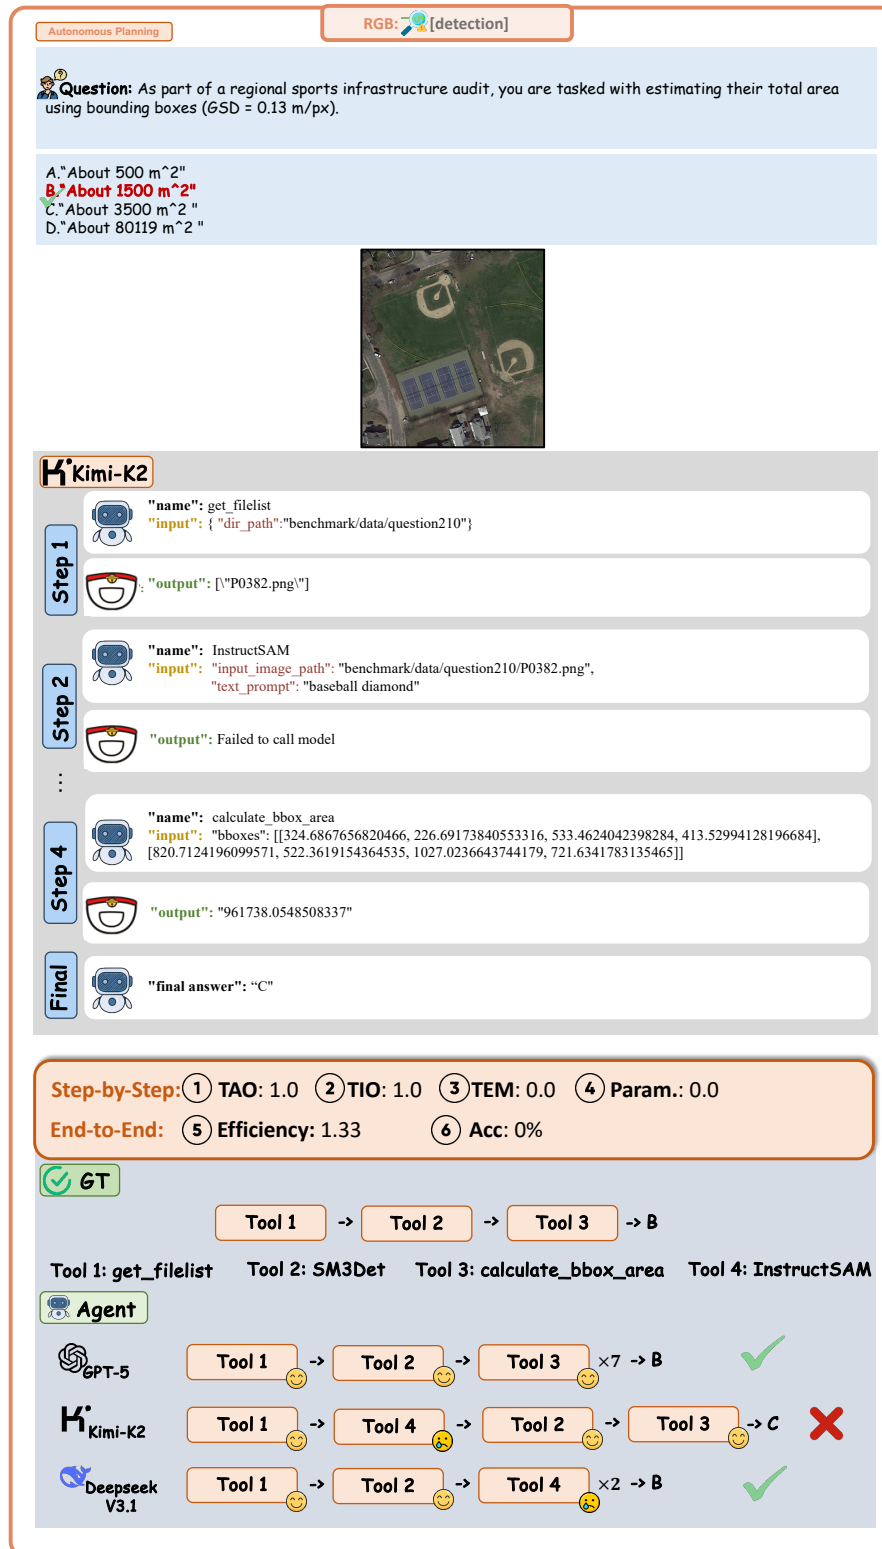 Autonomous Planning
RGB: [detection]
Question: As part of a regional sports infrastructure audit, you are tasked with estimating their total area
using bounding boxes (GSD = 0.13 m/px).
A."About 500 m^2"
B."About 1500 m^2"
C."About 3500 m^2 "
D."About 80119 m^2 "
Kimi-K2
Step 1
"name": get_filelist
"input": { "dir_path":"benchmark/data/question210"}
": "output": [\"P0382.png\"]
Step 2
"name": InstructSAM
"input": "input_image_path": "benchmark/data/question210/P0382.png",
"text_prompt": "baseball diamond"
"output": Failed to call model
...
Step 4
"name": calculate_bbox_area
"input": "bboxes": [[324.6867656820466, 226.69173840553316, 533.4624042398284, 413.52994128196684],
[820.7124196099571, 522.3619154364535, 1027.0236643744179, 721.6341783135465]]
"output": "961738.0548508337"
Final
"final answer": “C"
Step-by-Step: 1 TAO: 1.0 2 TIO: 1.0 3 TEM: 0.0 4 Param.: 0.0
End-to-End: 5 Efficiency: 1.33 6 Acc: 0%
GT
Tool 1 -> Tool 2 -> Tool 3 -> B
Tool 1: get_filelist Tool 2: SM3Det Tool 3: calculate_bbox_area Tool 4: InstructSAM
Agent
GPT-5 Tool 1 -> Tool 2 -> Tool 3 ×7 -> B
Kimi-K2 Tool 1 -> Tool 4 -> Tool 2 -> Tool 3 -> C
Deepseek
V3.1 Tool 1 -> Tool 2 -> Tool 4 ×2 -> B